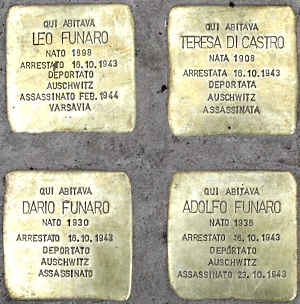 QUI ABITAVA
LEO FUNARO
NATO 1898
ARRESTATO 16.10.1943
DEPORTATO
AUSCHWITZ
ASSASSINATO FEB. 1944
VARSAVIA
QUI ABITAVA
TERESA DI CASTRO
NATA 1908
ARRESTATA 16.10.1943
DEPORTATA
AUSCHWITZ
ASSASSINATA
QUI ABITAVA
DARIO FUNARO
NATO 1930
ARRESTATO 16.10.1943
DEPORTATO
AUSCHWITZ
ASSASSINATO
QUI ABITAVA
ADOLFO FUNARO
NATO 1936
ARRESTATO 16.10.1943
DEPORTATO
AUSCHWITZ
ASSASSINATO 23.10.1943